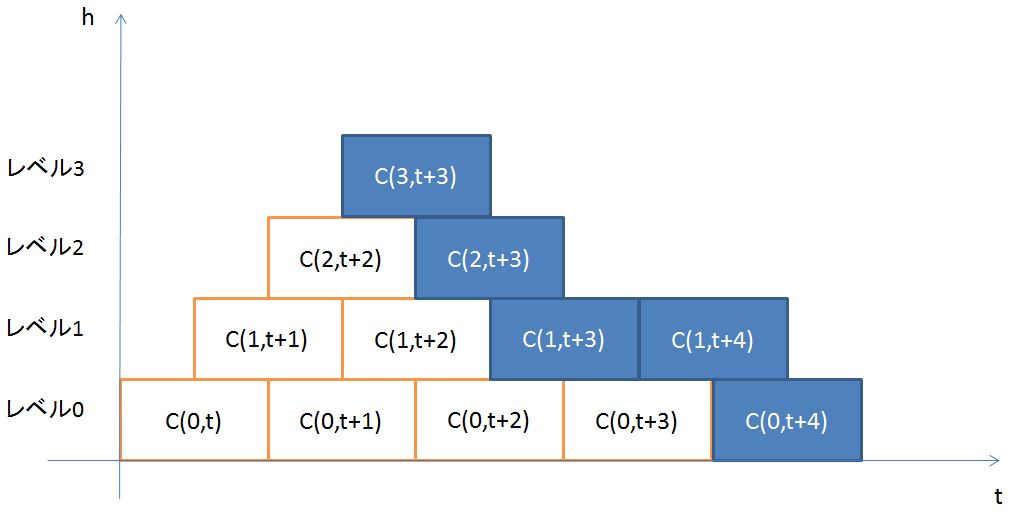 h
レベル3
C(3,t+3)
レベル2
C(2,t+2) C(2,t+3)
レベル1
C(1,t+1) C(1,t+2) C(1,t+3) C(1,t+4)
レベル0
C(0,t) C(0,t+1) C(0,t+2) C(0,t+3) C(0,t+4)
t